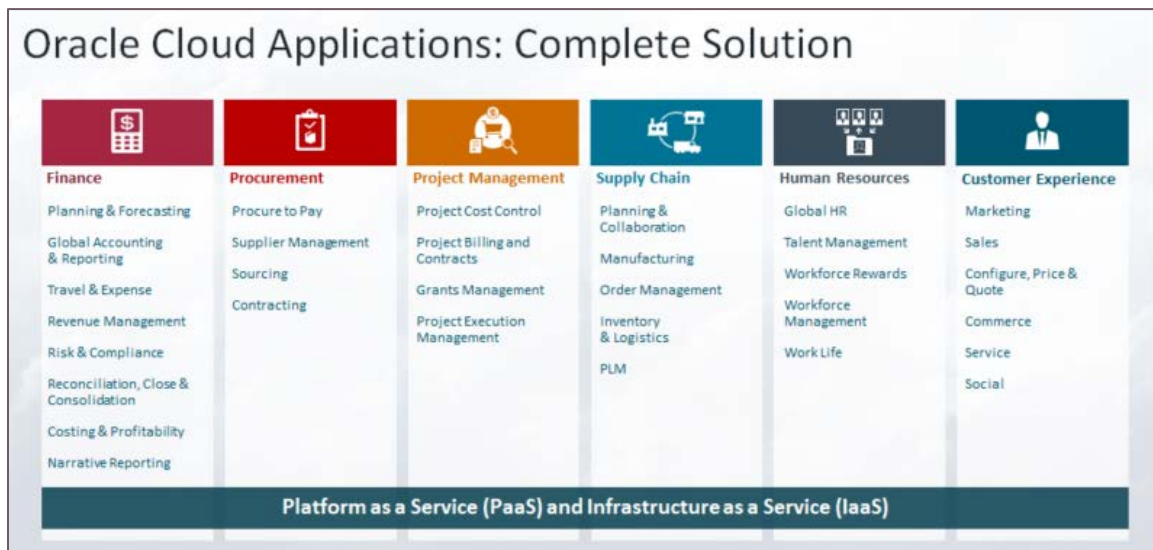 Oracle Cloud Applications: Complete Solution
$
$
Finance
Planning & Forecasting
Global Accounting
& Reporting
Travel & Expense
Revenue Management
Risk & Compliance
Reconciliation, Close &
Consolidation
Costing & Profitability
Narrative Reporting
Procurement
Procure to Pay
Supplier Management
Sourcing
Contracting
Project Management
Project Cost Control
Project Billing and
Contracts
Grants Management
Project Execution
Management
Supply Chain
Planning &
Collaboration
Manufacturing
Order Management
Inventory
& Logistics
PLM
Human Resources
Global HR
Talent Management
Workforce Rewards
Workforce
Management
Work Life
Customer Experience
Marketing
Sales
Configure, Price &
Quote
Commerce
Service
Social
Platform as a Service (PaaS) and Infrastructure as a Service (IaaS)